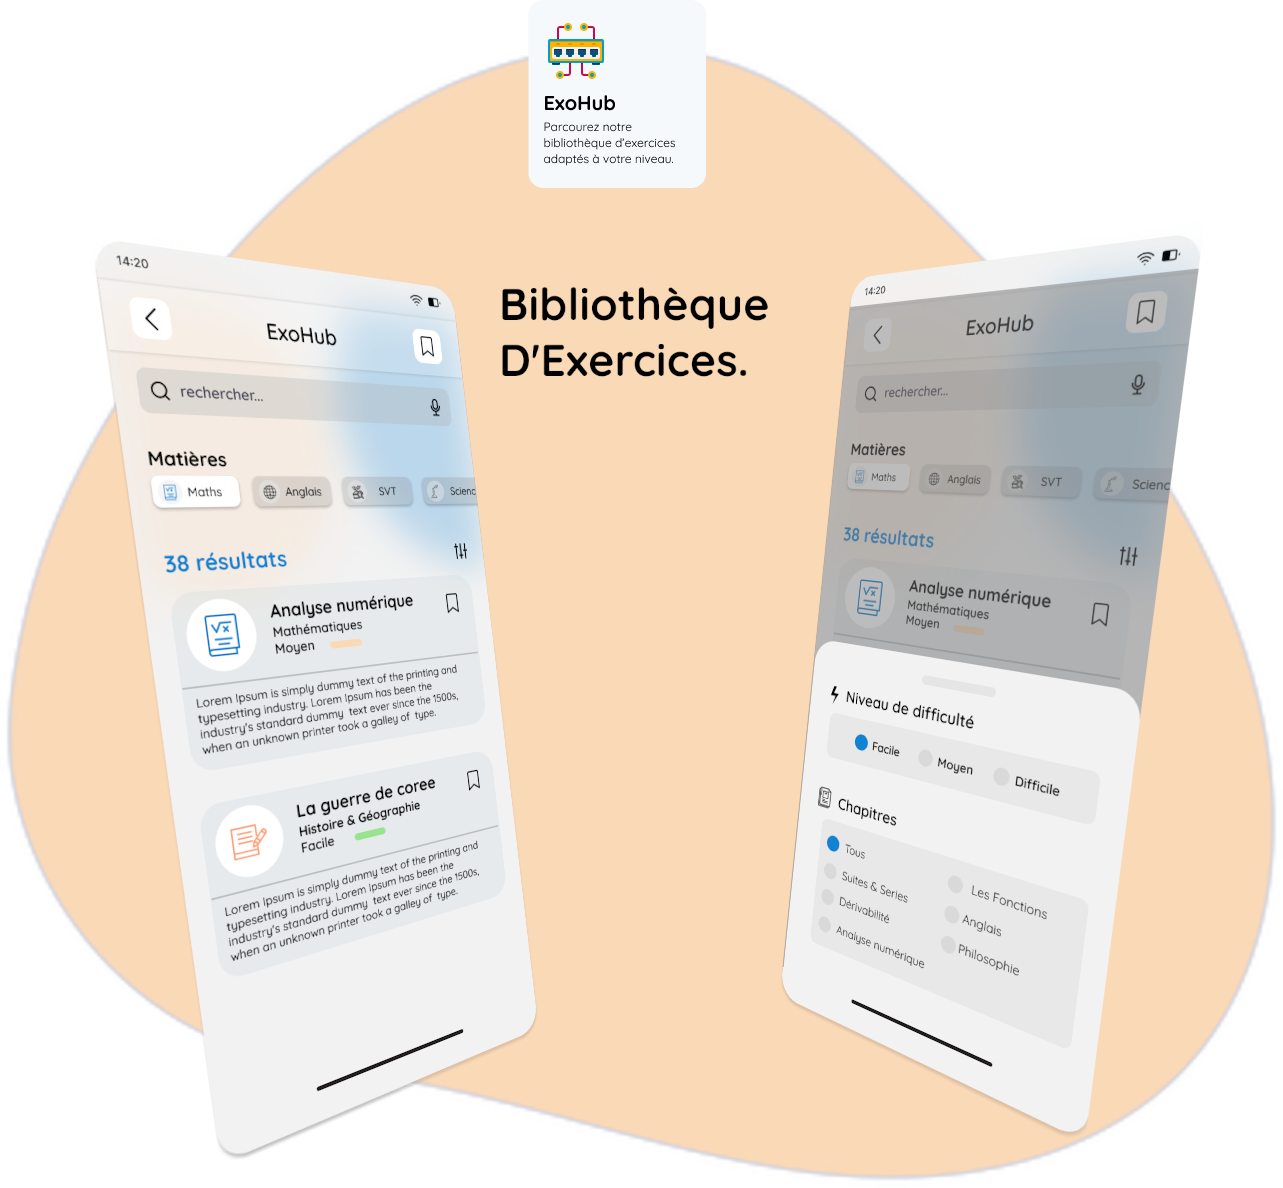 ExoHub
Parcourez notre
bibliothèque d'exercices
adaptés à votre niveau.
Bibliothèque
D'Exercices.
14:20
ExoHub
rechercher...
Matières
Maths
Anglais
SVT
Scienc
38 résultats
Analyse numérique
Mathématiques
Moyen
Lorem Ipsum is simply dummy text of the printing and
typesetting industry. Lorem Ipsum has been the
industry's standard dummy text ever since the 1500s,
when an unknown printer took a galley of type.
La guerre de coree
Histoire & Géographie
Facile
Lorem Ipsum is simply dummy text of the printing and
typesetting industry. Lorem Ipsum has been the
industry's standard dummy text ever since the 1500s,
when an unknown printer took a galley of type.
14:20
ExoHub
rechercher...
Matières
Maths
Anglais
SVT
Scienc
38 résultats
Analyse numérique
Mathématiques
Moyen
Niveau de difficulté
Facile
Moyen
Difficile
Chapitres
Tous
Suites & Series
Dérivabilité
Analyse numérique
Les Fonctions
Anglais
Philosophie